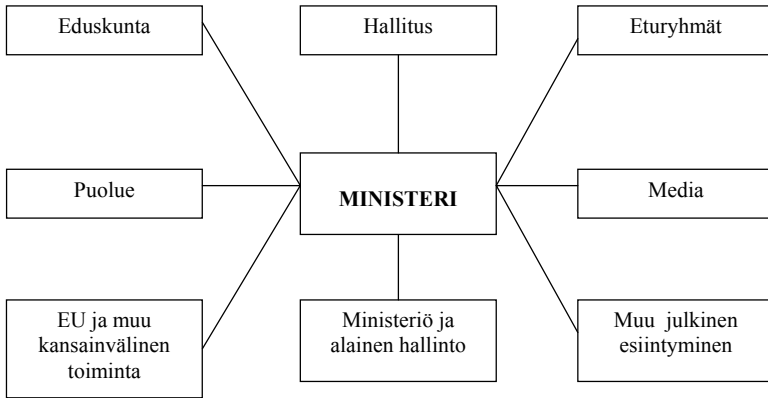 Eduskunta
Hallitus
Eturyhmät
Puolue
MINISTERI
Media
EU ja muu
kansainvälinen
toiminta
Ministeriö ja
alainen hallinto
Muu julkinen
esiintyminen